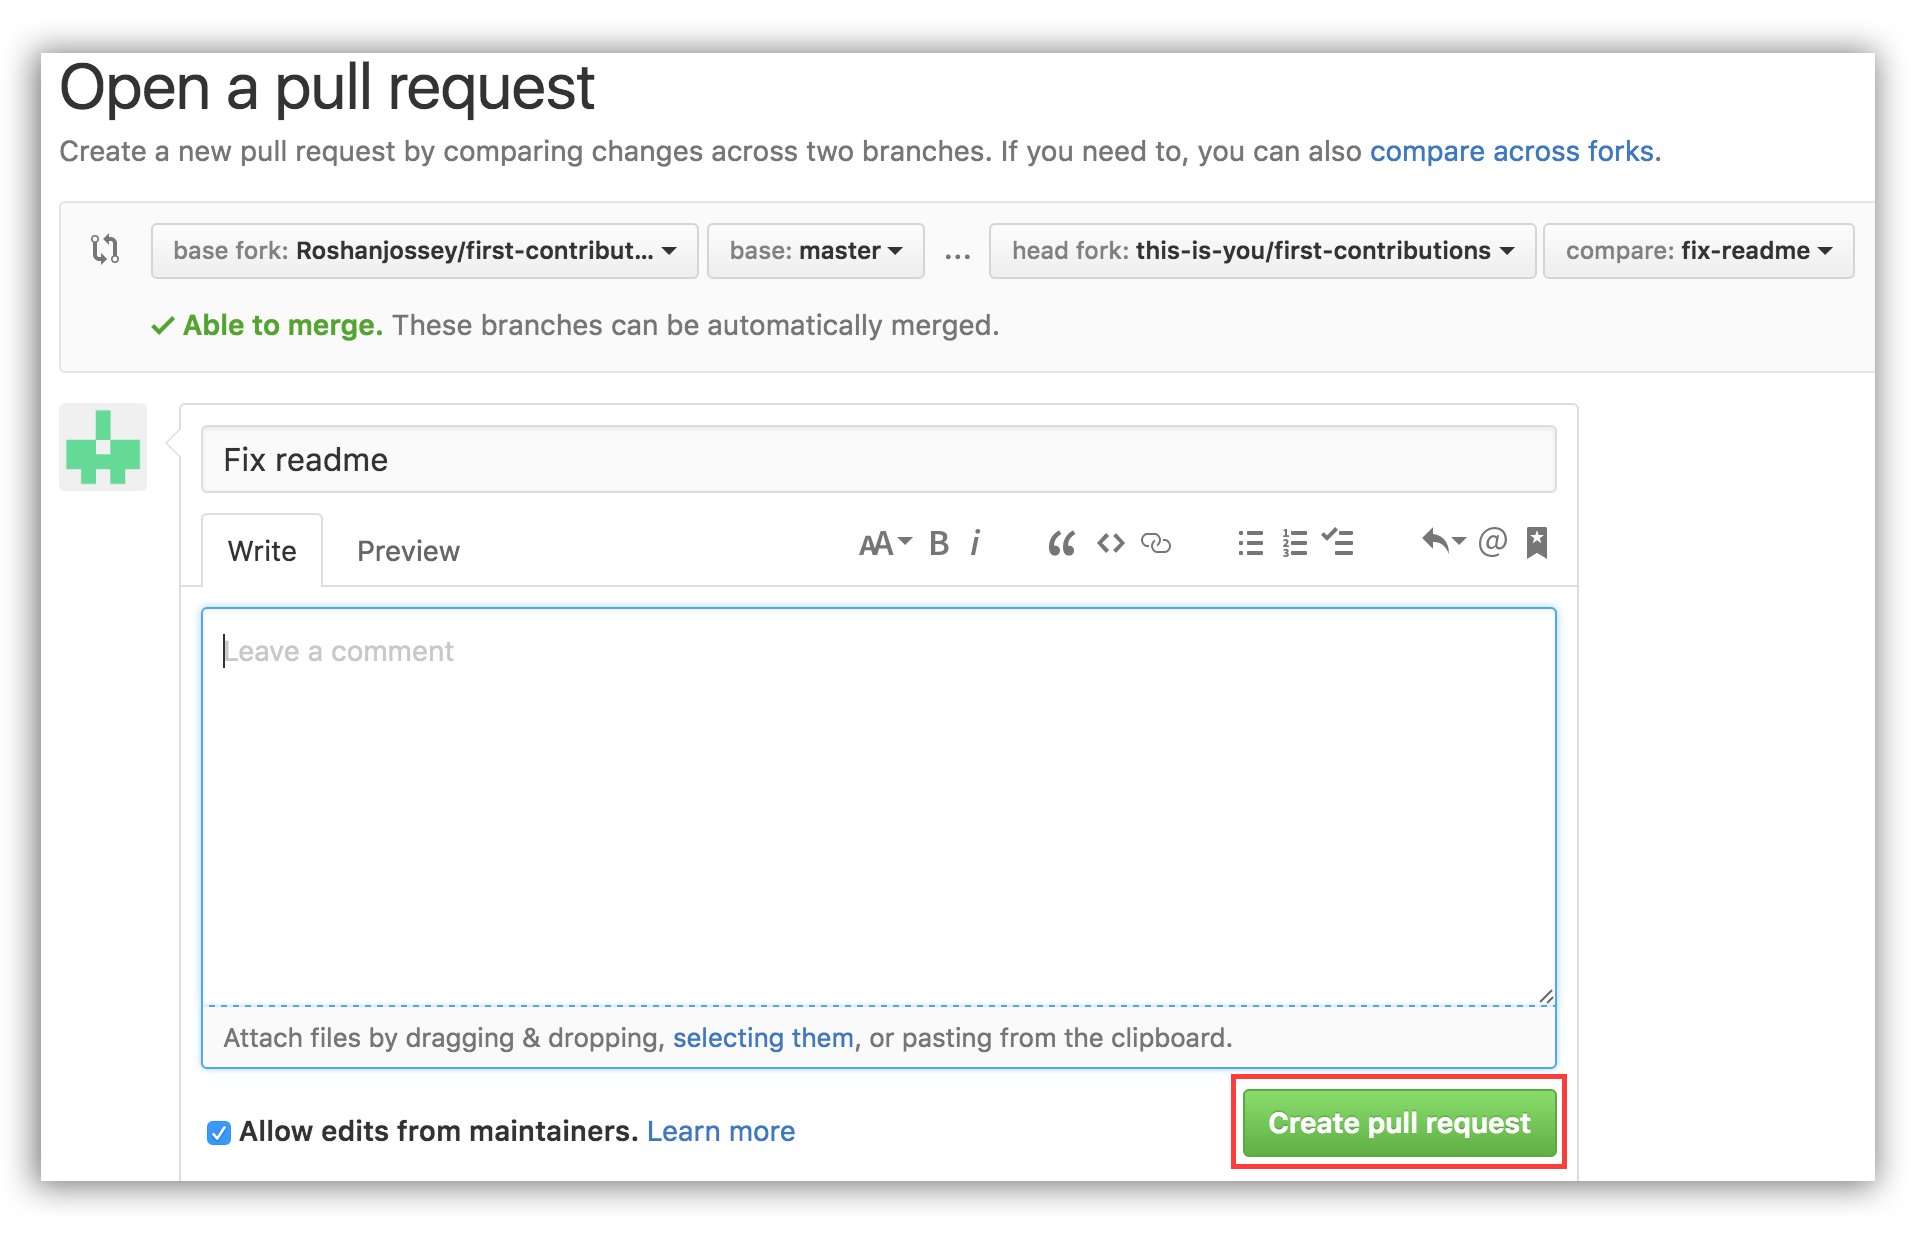 Open a pull request
Create a new pull request by comparing changes across two branches. If you need to, you can also compare across forks.
base fork: Roshanjossey/first-contribut... base: master ... head fork: this-is-you/first-contributions compare: fix-readme
Able to merge. These branches can be automatically merged.
Fix readme
Write Preview AA B i “ <> 1 2 3 @
Leave a comment
Attach files by dragging & dropping, selecting them, or pasting from the clipboard.
Allow edits from maintainers. Learn more Create pull request